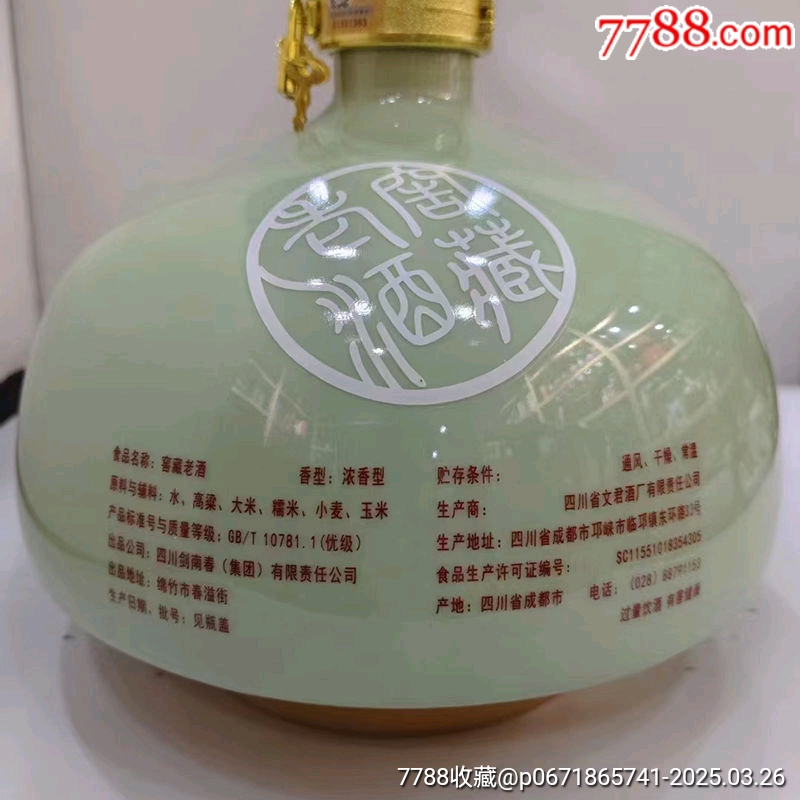 7788.com
窖藏
老酒
食品名称：窖藏老酒 香型：浓香型
原料与辅料：水、高粱、大米、糯米、小麦、玉米
产品标准号与质量等级：GB/T 10781.1(优级)
出品公司：四川剑南春（集团）有限责任公司
出品地址：绵竹市春溢街
生产日期、批号：见瓶盖
贮存条件： 通风、干燥、常温
生产商： 四川省文君酒厂有限责任公司
生产地址：四川省成都市邛崃市临邛镇东环路33号
食品生产许可证编号： SC11551018354305
产地：四川省成都市 电话：（028）88791153
过量饮酒 有害健康
7788收藏@p0671865741-2025.03.26